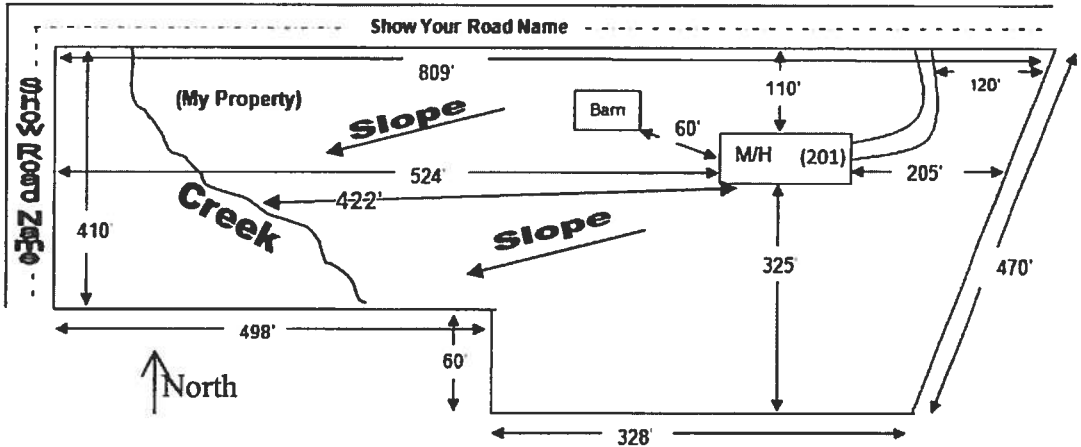 Show Your Road Name
809'
110'
120'
(My Property)
Slope
Barn
60'
M/H (201)
524'
205'
422'
Creek
Show Road Name
410'
Slope
325'
470'
498'
60'
North
328'